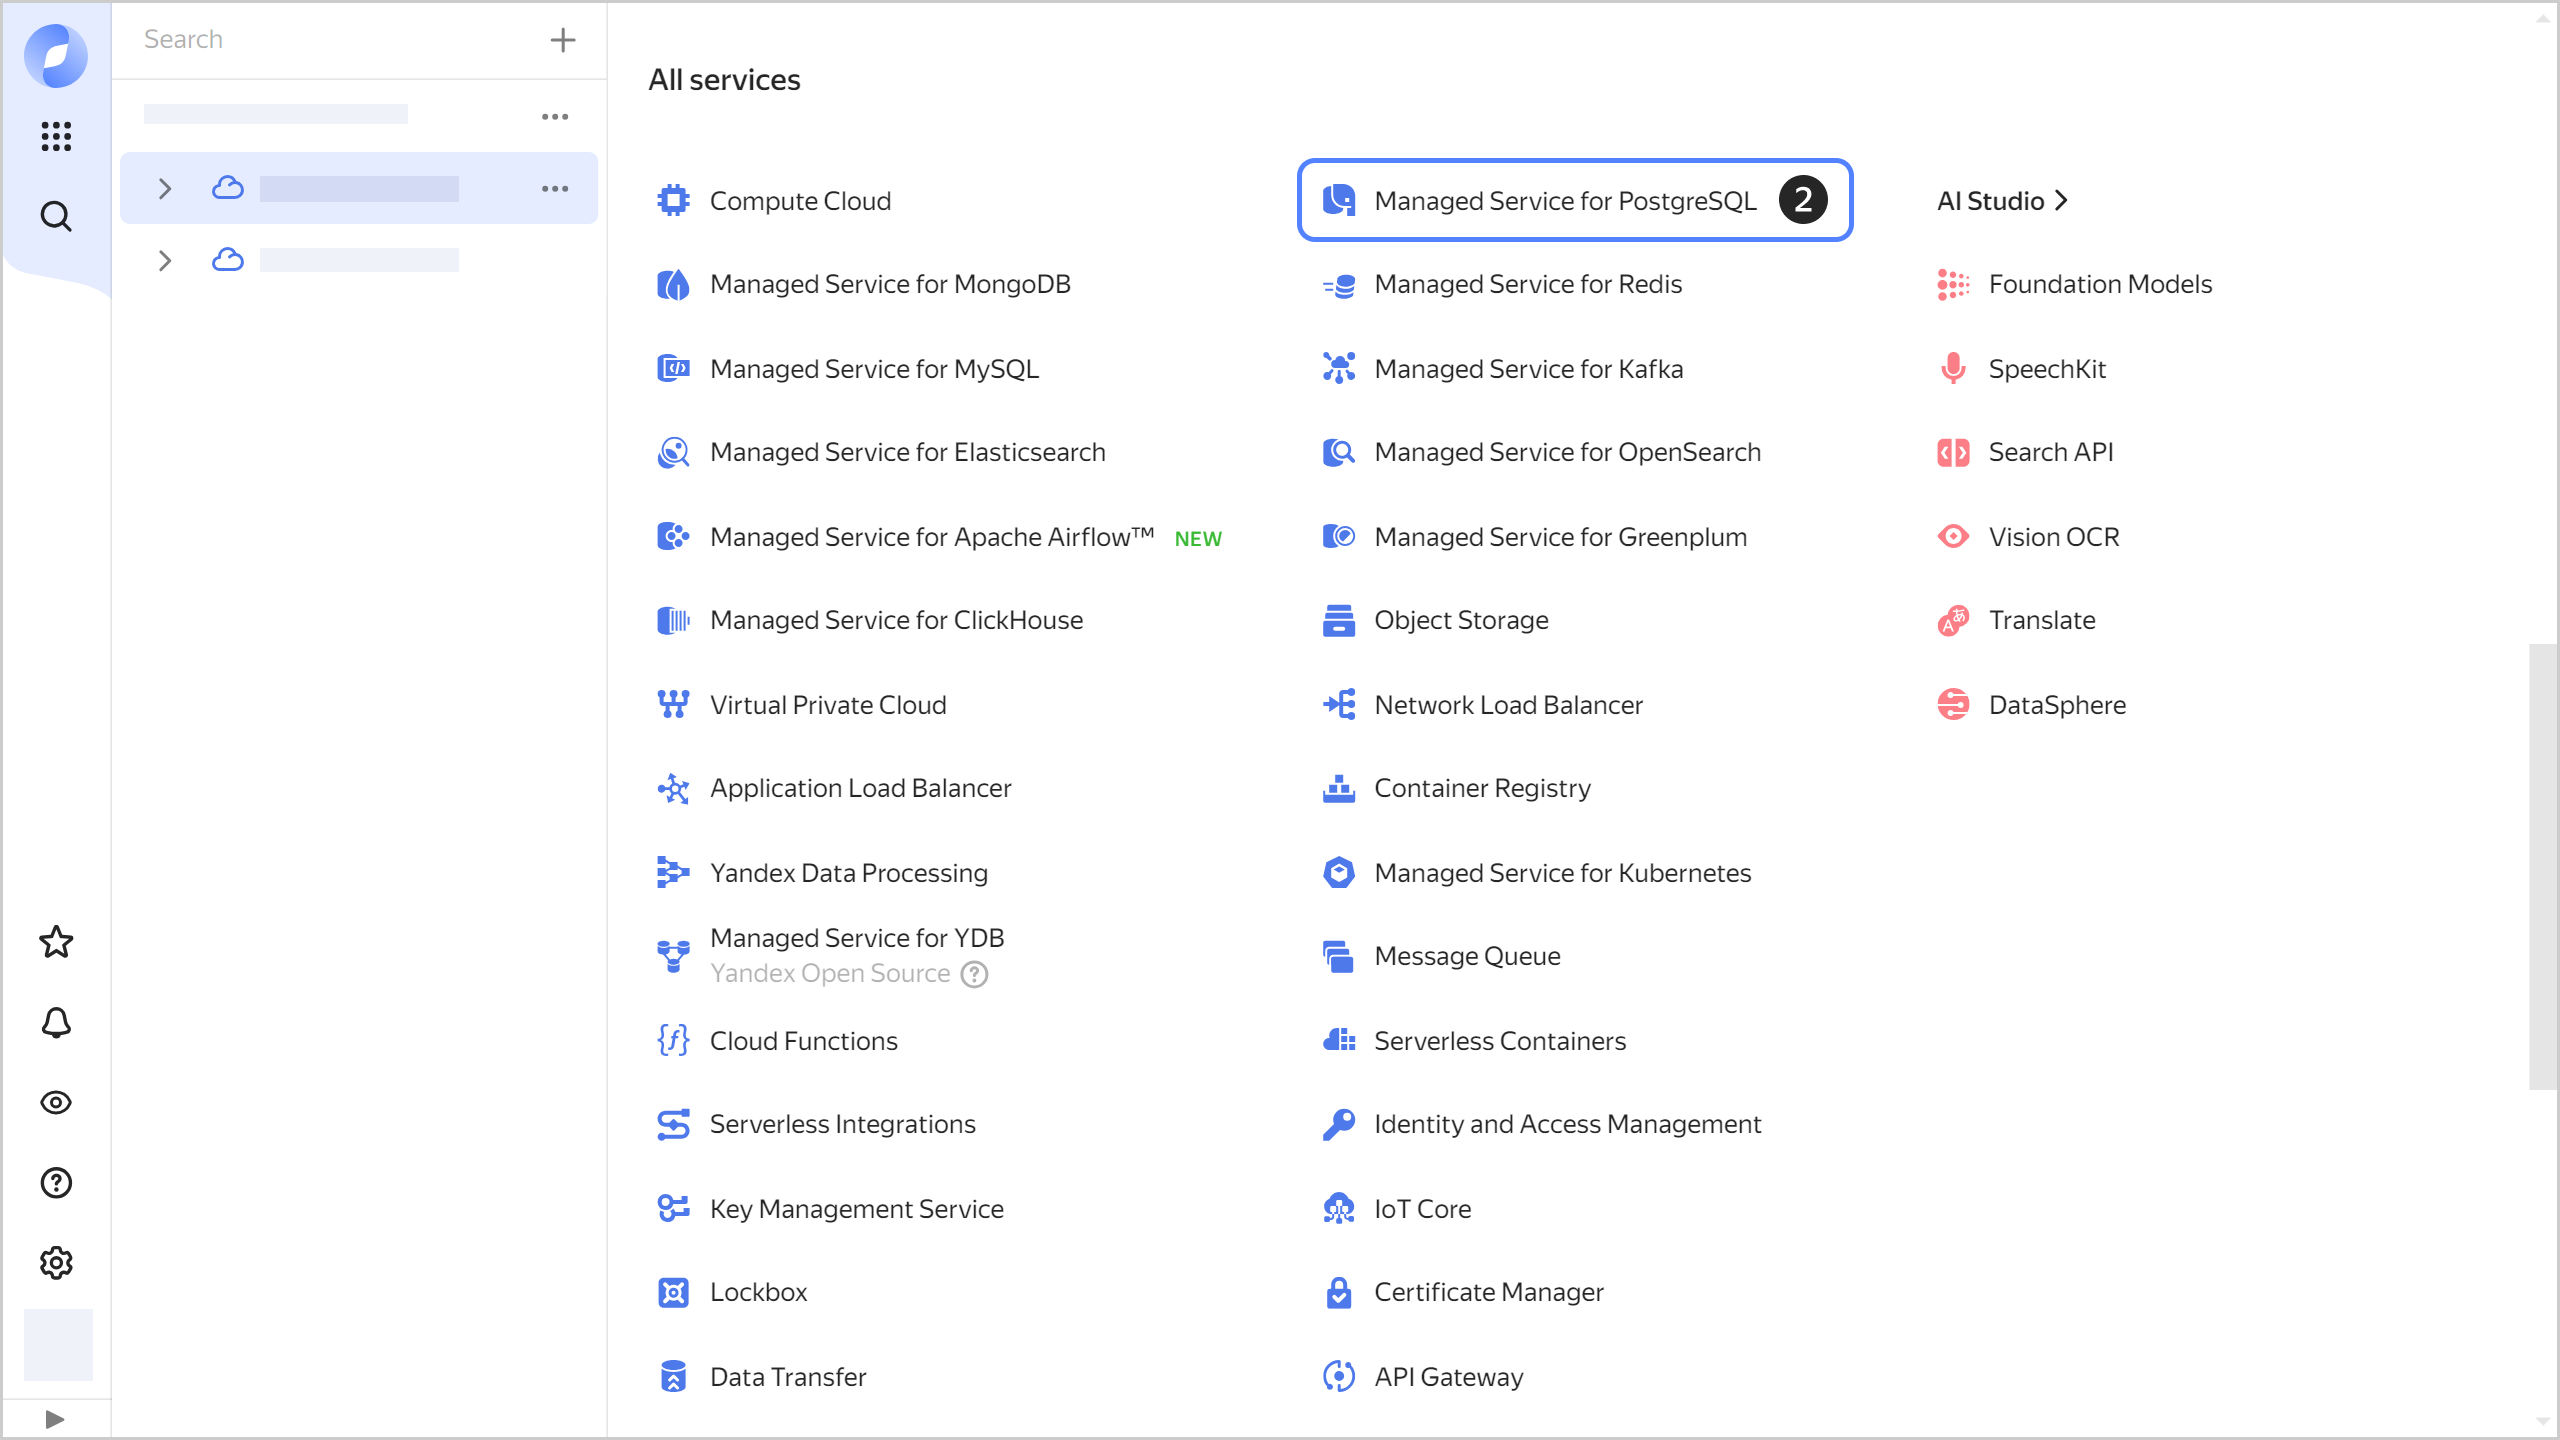 Search
All services
Compute Cloud
Managed Service for MongoDB
Managed Service for MySQL
Managed Service for Elasticsearch
Managed Service for Apache Airflow™ NEW
Managed Service for ClickHouse
Virtual Private Cloud
Application Load Balancer
Yandex Data Processing
Managed Service for YDB
Yandex Open Source
Cloud Functions
Serverless Integrations
Key Management Service
Lockbox
Data Transfer
Managed Service for PostgreSQL 2
Managed Service for Redis
Managed Service for Kafka
Managed Service for OpenSearch
Managed Service for Greenplum
Object Storage
Network Load Balancer
Container Registry
Managed Service for Kubernetes
Message Queue
Serverless Containers
Identity and Access Management
IoT Core
Certificate Manager
API Gateway
AI Studio
Foundation Models
SpeechKit
Search API
Vision OCR
Translate
DataSphere